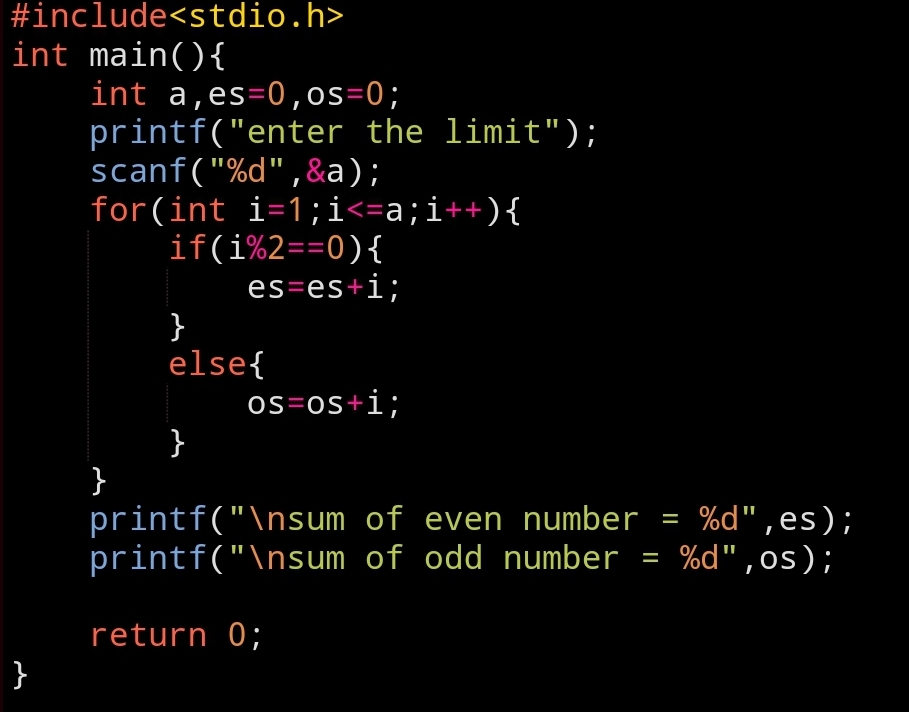 #include<stdio.h>
int main(){
    int a,es=0,os=0;
    printf("enter the limit");
    scanf("%d",&a);
    for(int i=1;i<=a;i++){
        if(i%2==0){
            es=es+i;
        }
        else{
            os=os+i;
        }
    }
    printf("\nsum of even number = %d",es);
    printf("\nsum of odd number = %d",os);

    return 0;
}